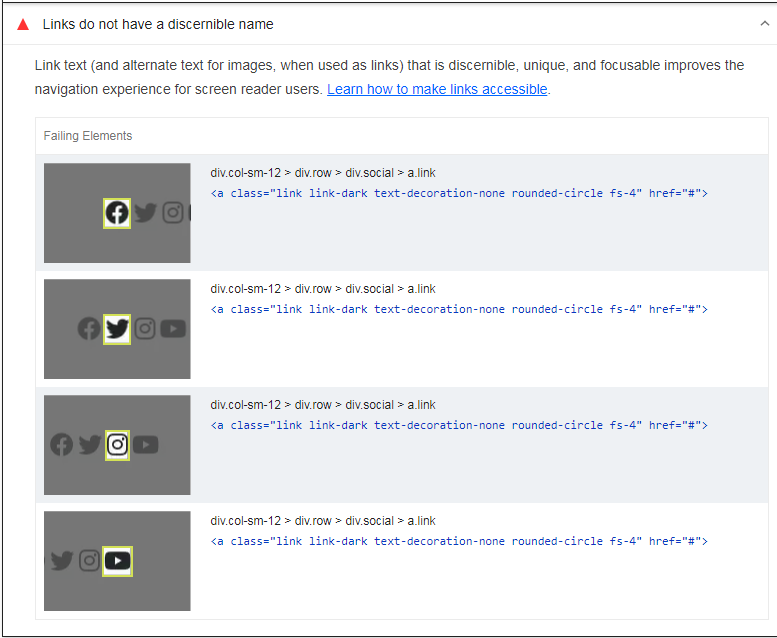 Links do not have a discernible name
Link text (and alternate text for images, when used as links) that is discernible, unique, and focusable improves the
navigation experience for screen reader users. Learn how to make links accessible.
Failing Elements
div.col-sm-12 > div.row > div.social > a.link
<a class="link link-dark text-decoration-none rounded-circle fs-4" href="#">
div.col-sm-12 > div.row > div.social > a.link
<a class="link link-dark text-decoration-none rounded-circle fs-4" href="#">
div.col-sm-12 > div.row > div.social > a.link
<a class="link link-dark text-decoration-none rounded-circle fs-4" href="#">
div.col-sm-12 > div.row > div.social > a.link
<a class="link link-dark text-decoration-none rounded-circle fs-4" href="#">